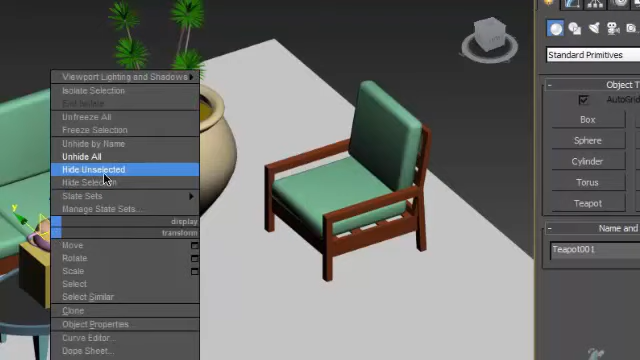 Viewport Lighting and Shadows
Isolate Selection
End Isolate
Unfreeze All
Freeze Selection
Unhide by Name
Unhide All
Hide Unselected
Hide Selection
State Sets
Manage State Sets...
display
transform
Move
Rotate
Scale
Select
Select Similar
Clone
Object Properties...
Curve Editor...
Dope Sheet...
y
Standard Primitives
- Object T
AutoGrid
Box
Sphere
Cylinder
Torus
Teapot
- Name and
Teapot001